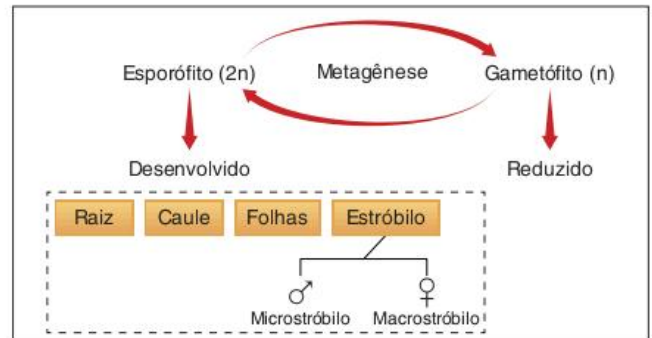 Esporófito (2n) Metagênese Gametófito (n)
Desenvolvido Reduzido
Raiz Caule Folhas Estróbilo
Microstróbilo Macrostróbilo